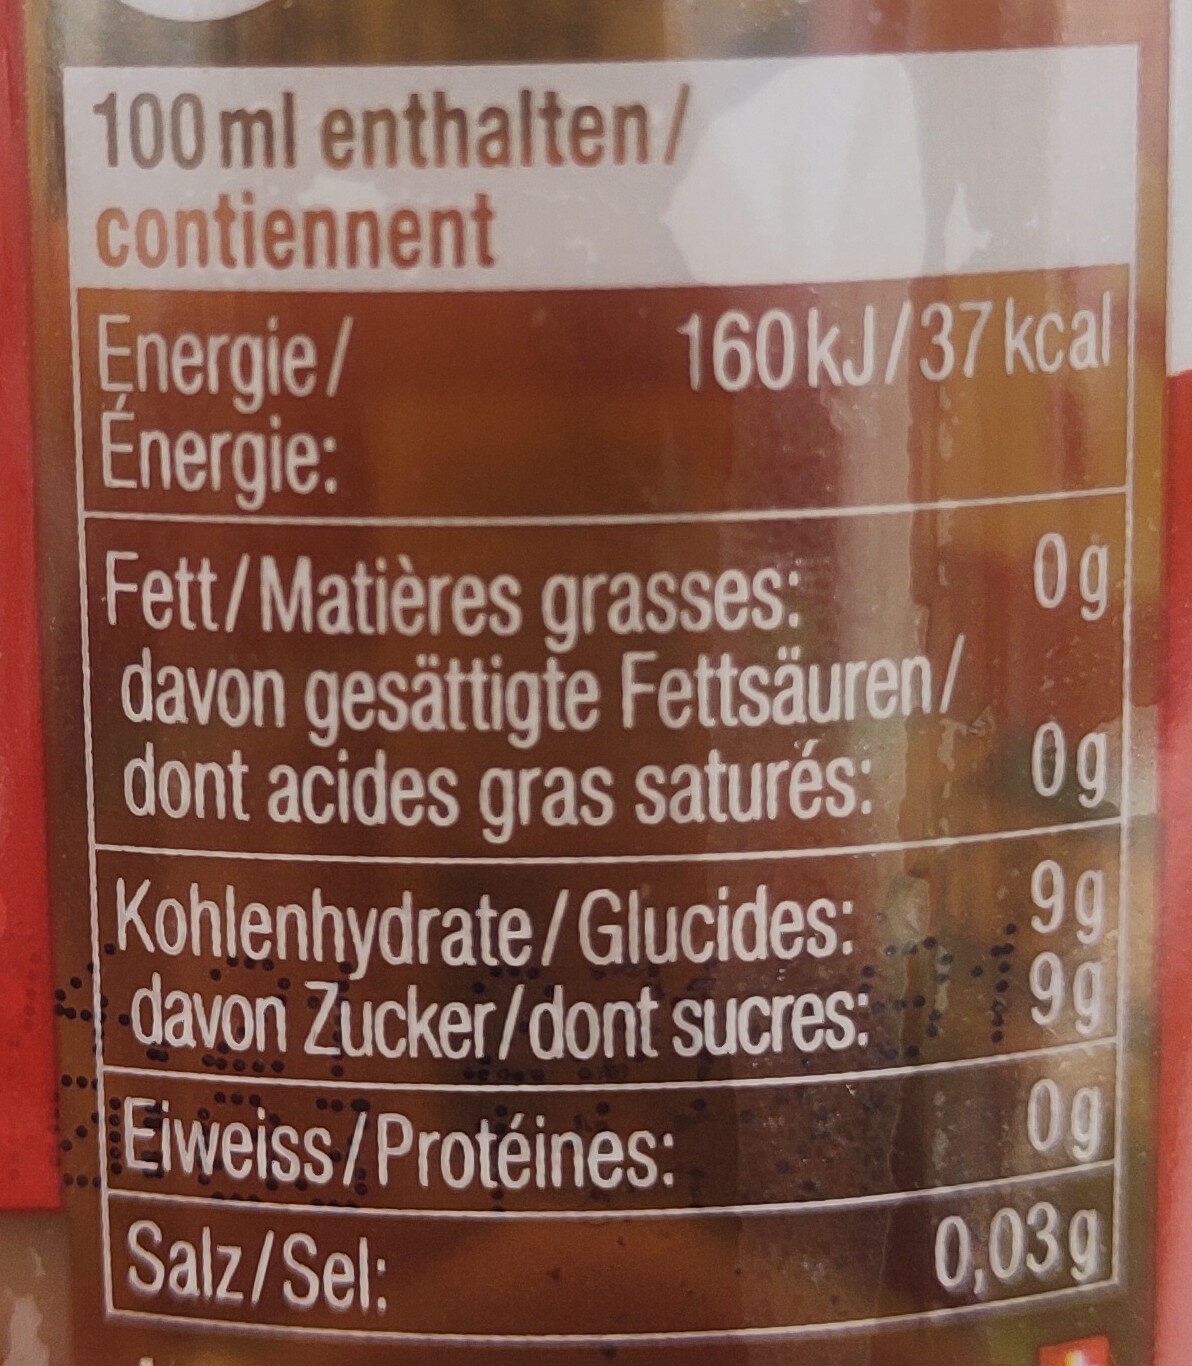 100 ml enthalten/
contiennent
Energie/ 160 kJ/37 kcal
Énergie:
Fett/Matières grasses: 0 g
davon gesättigte Fettsäuren/
dont acides gras saturés: 0 g
Kohlenhydrate/Glucides: 9 g
davon Zucker/dont sucres: 9 g
Eiweiss/Protéines: 0 g
Salz/Sel: 0,03 g